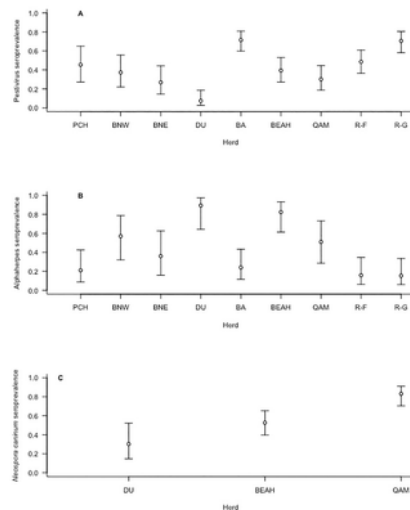 A
Pestivirus seroprevalence
1.0
0.8
0.6
0.4
0.2
0.0
PCH BNW BNE DU BA BEAH QAM R-F R-G
Herd
B
Alphaherpes seroprevalence
1.0
0.8
0.6
0.4
0.2
0.0
PCH BNW BNE DU BA BEAH QAM R-F R-G
Herd
C
Neospora caninum seroprevalence
1.0
0.8
0.6
0.4
0.2
0.0
DU BEAH QAM
Herd